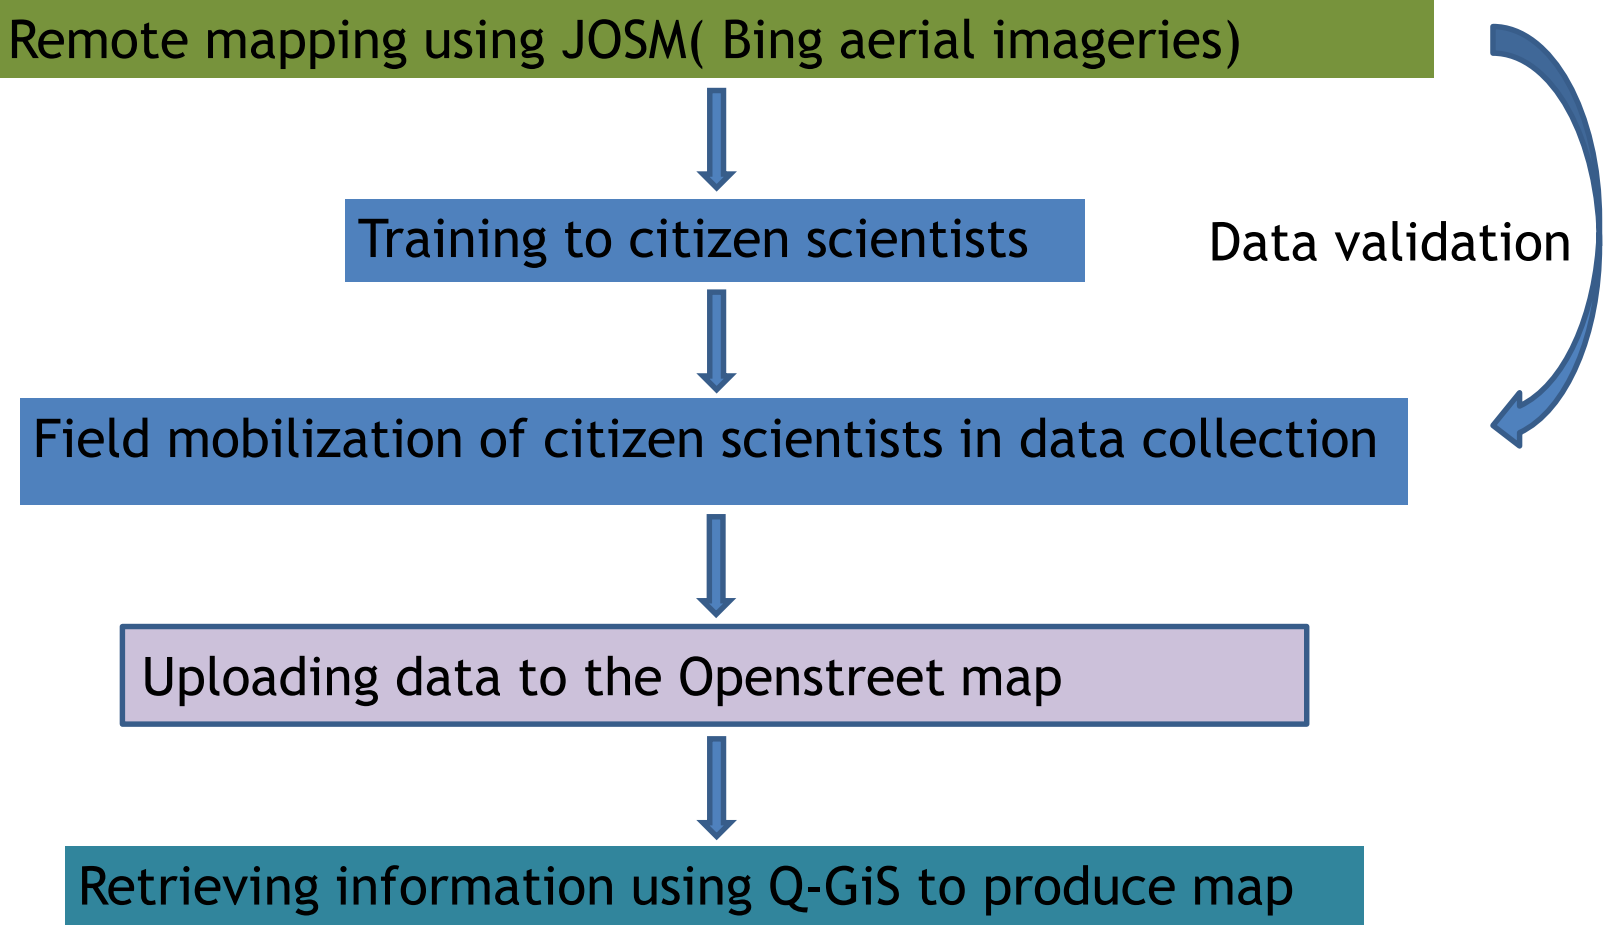 Remote mapping using JOSM( Bing aerial imageries)
Training to citizen scientists
Data validation
Field mobilization of citizen scientists in data collection
Uploading data to the Openstreet map
Retrieving information using Q-GiS to produce map